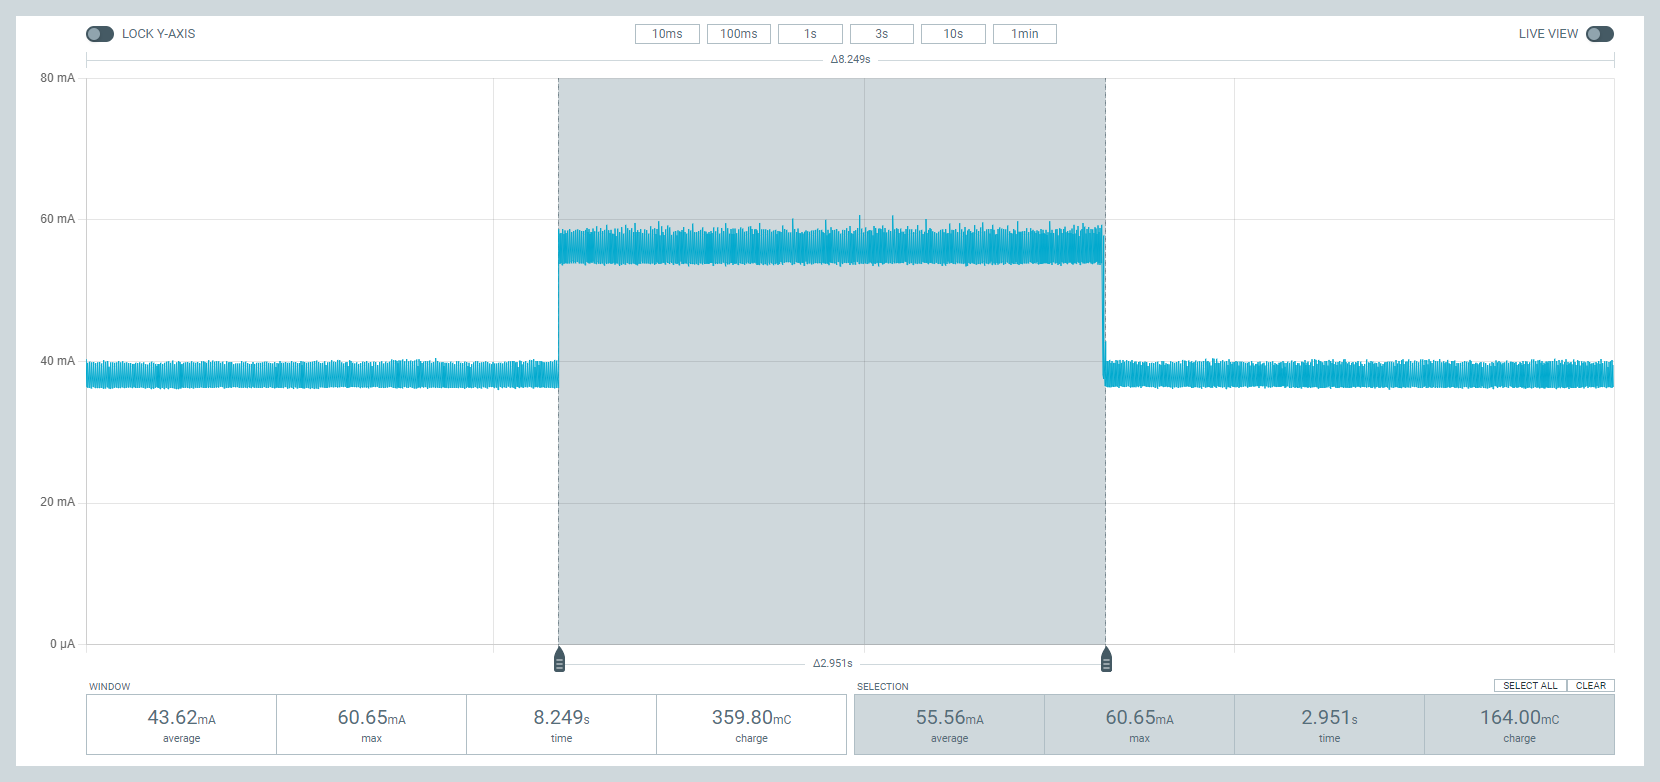 LOCK Y-AXIS
10ms 100ms 1s 3s 10s 1min
LIVE VIEW
Δ8.249s
80 mA
60 mA
40 mA
20 mA
0 µA
Δ2.951s
WINDOW
43.62mA 60.65mA 8.249s 359.80mC
average max time charge
SELECTION
SELECT ALL CLEAR
55.56mA 60.65mA 2.951s 164.00mC
average max time charge